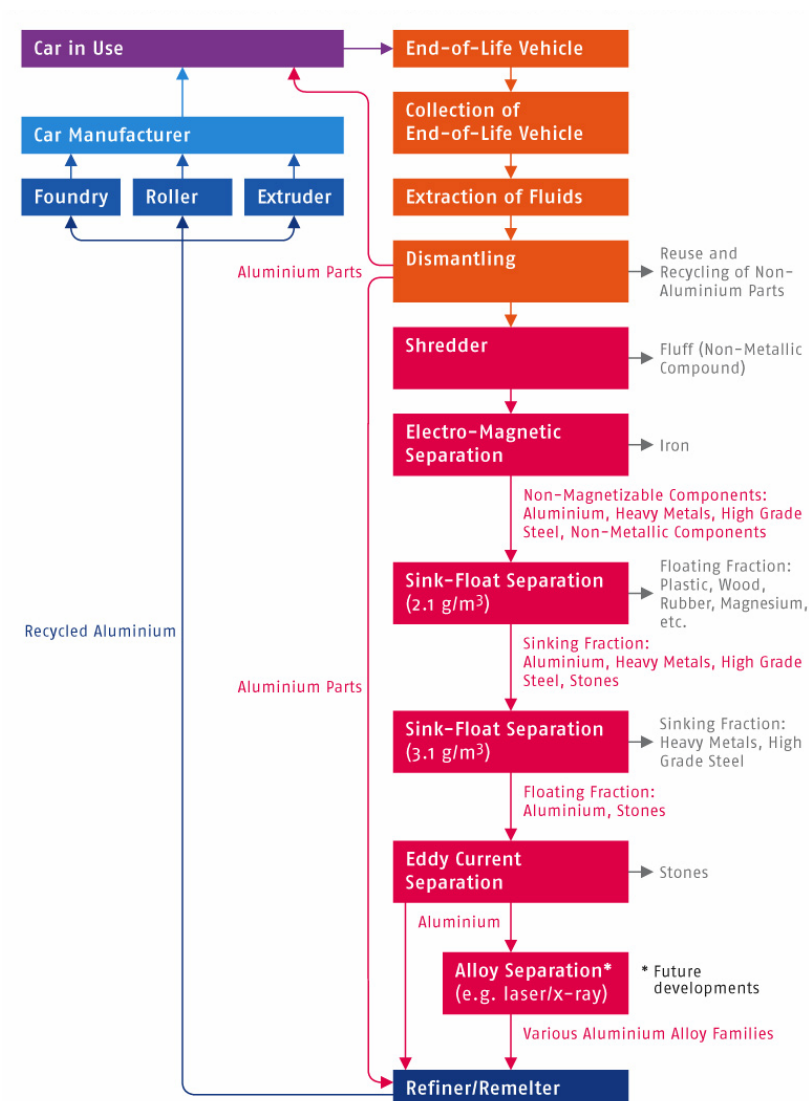 Car in Use
End-of-Life Vehicle
Collection of
End-of-Life Vehicle
Car Manufacturer
Foundry
Roller
Extruder
Extraction of Fluids
Dismantling
Reuse and
Recycling of Non-
Aluminium Parts
Aluminium Parts
Shredder
Fluff (Non-Metallic
Compound)
Electro-Magnetic
Separation
Iron
Non-Magnetizable Components:
Aluminium, Heavy Metals, High Grade
Steel, Non-Metallic Components
Sink-Float Separation
(2.1 g/m³)
Floating Fraction:
Plastic, Wood,
Rubber, Magnesium,
etc.
Recycled Aluminium
Sinking Fraction:
Aluminium, Heavy Metals, High Grade
Steel, Stones
Aluminium Parts
Sink-Float Separation
(3.1 g/m³)
Sinking Fraction:
Heavy Metals, High
Grade Steel
Floating Fraction:
Aluminium, Stones
Eddy Current
Separation
Stones
Aluminium
Alloy Separation*
(e.g. laser/x-ray)
* Future
developments
Various Aluminium Alloy Families
Refiner/Remelter